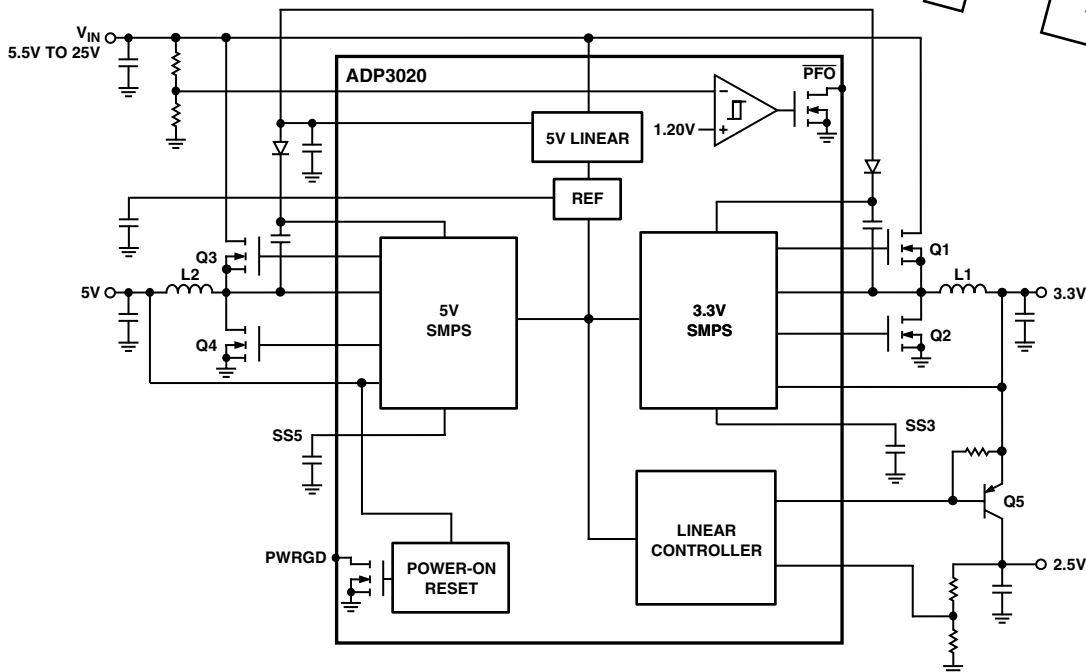 VIN
5.5V TO 25V
ADP3020
PFO
1.20V
−
+
5V LINEAR
REF
Q3
Q1
L2
L1
5V
3.3V
5V
SMPS
3.3V
SMPS
Q4
Q2
SS5
SS3
Q5
LINEAR
CONTROLLER
PWRGD
POWER-ON
RESET
2.5V